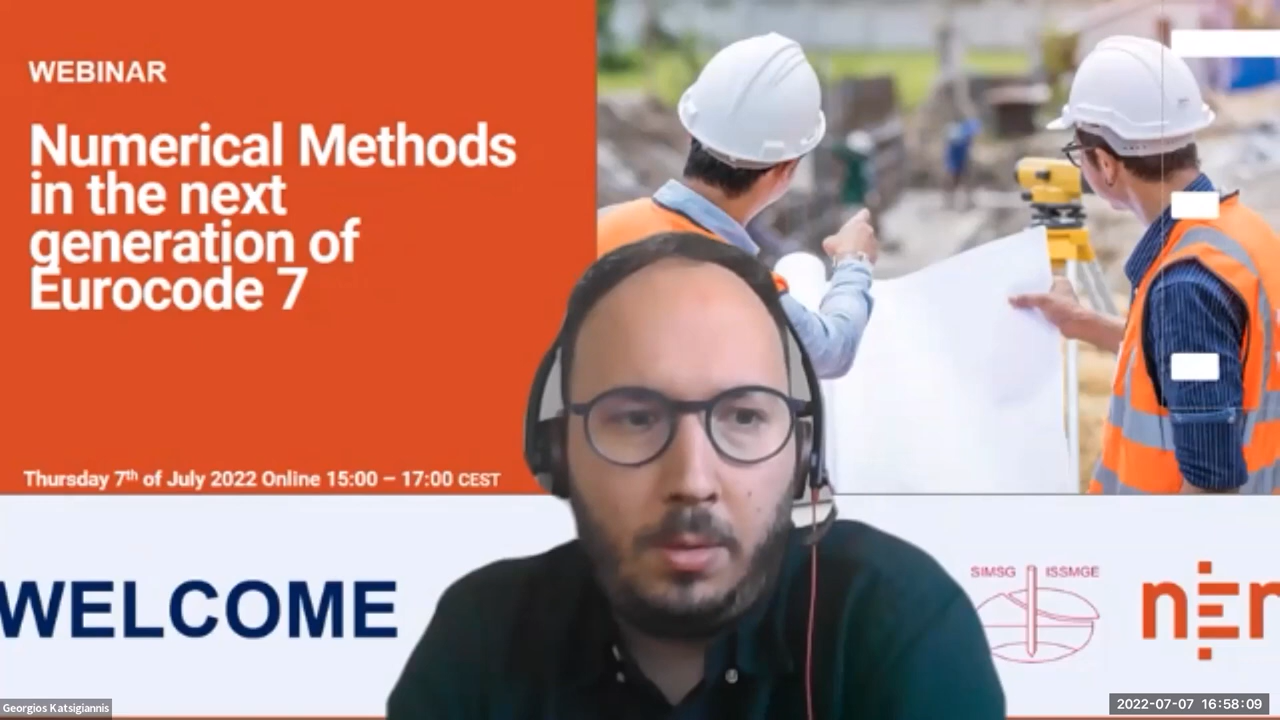 WEBINAR
Numerical Methods
in the next
generation of
Eurocode 7
Thursday 7th of July 2022 Online 15:00 – 17:00 CEST
WELCOME
SIMSG ISSMGE
nen
Georgios Katsigiannis
2022-07-07 16:58:09